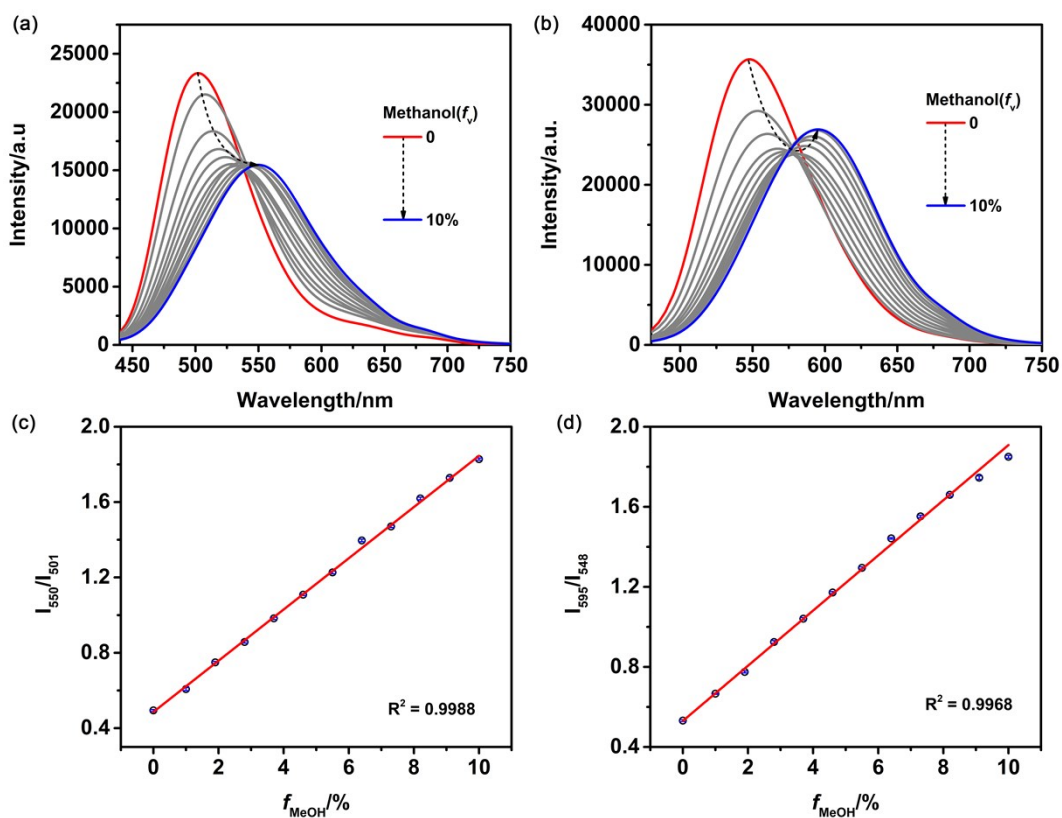 (a)
Intensity/a.u
25000
20000
15000
10000
5000
0
Methanol(fᵥ)
0
10%
450 500 550 600 650 700 750
Wavelength/nm
(b)
Intensity/a.u.
40000
30000
20000
10000
0
Methanol(fᵥ)
0
10%
500 550 600 650 700 750
Wavelength/nm
(c)
I₅₅₀/I₅₀₁
2.0
1.6
1.2
0.8
0.4
R² = 0.9988
0 2 4 6 8 10
f_MeOH/%
(d)
I₅₉₅/I₅₄₈
2.0
1.6
1.2
0.8
0.4
R² = 0.9968
0 2 4 6 8 10
f_MeOH/%